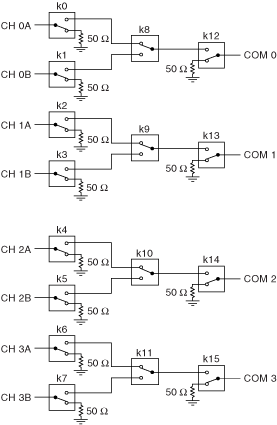 k0
CH 0A
50 Ω
k8
k12
COM 0
50 Ω
k1
CH 0B
50 Ω
k2
CH 1A
50 Ω
k9
k13
COM 1
50 Ω
k3
CH 1B
50 Ω
k4
CH 2A
50 Ω
k10
k14
COM 2
50 Ω
k5
CH 2B
50 Ω
k6
CH 3A
50 Ω
k11
k15
COM 3
50 Ω
k7
CH 3B
50 Ω